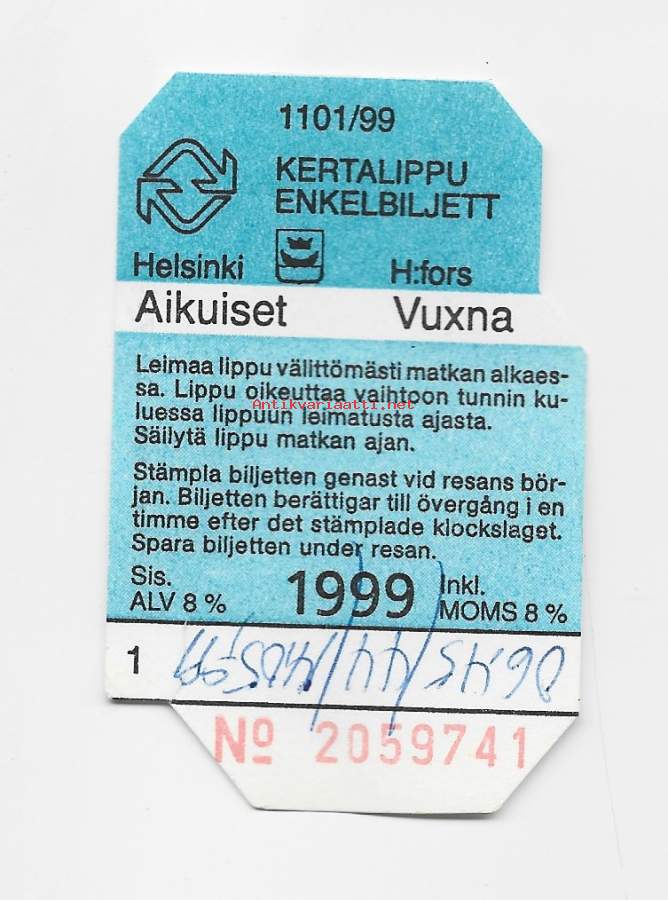 1101/99
KERTALIPPU
ENKELBILJETT
Helsinki H:fors
Aikuiset Vuxna
Leimaa lippu välittömästi matkan alkaes-
sa. Lippu oikeuttaa vaihtoon tunnin ku-
Antikvariaatti.net
luessa lippuun leimatusta ajasta.
Säilytä lippu matkan ajan.
Stämpla biljetten genast vid resans bör-
jan. Biljetten berättigar till övergång i en
timme efter det stämplade klockslaget.
Spara biljetten under resan.
Sis. 1999 Inkl.
ALV 8 % MOMS 8 %
1
Nº 2059741